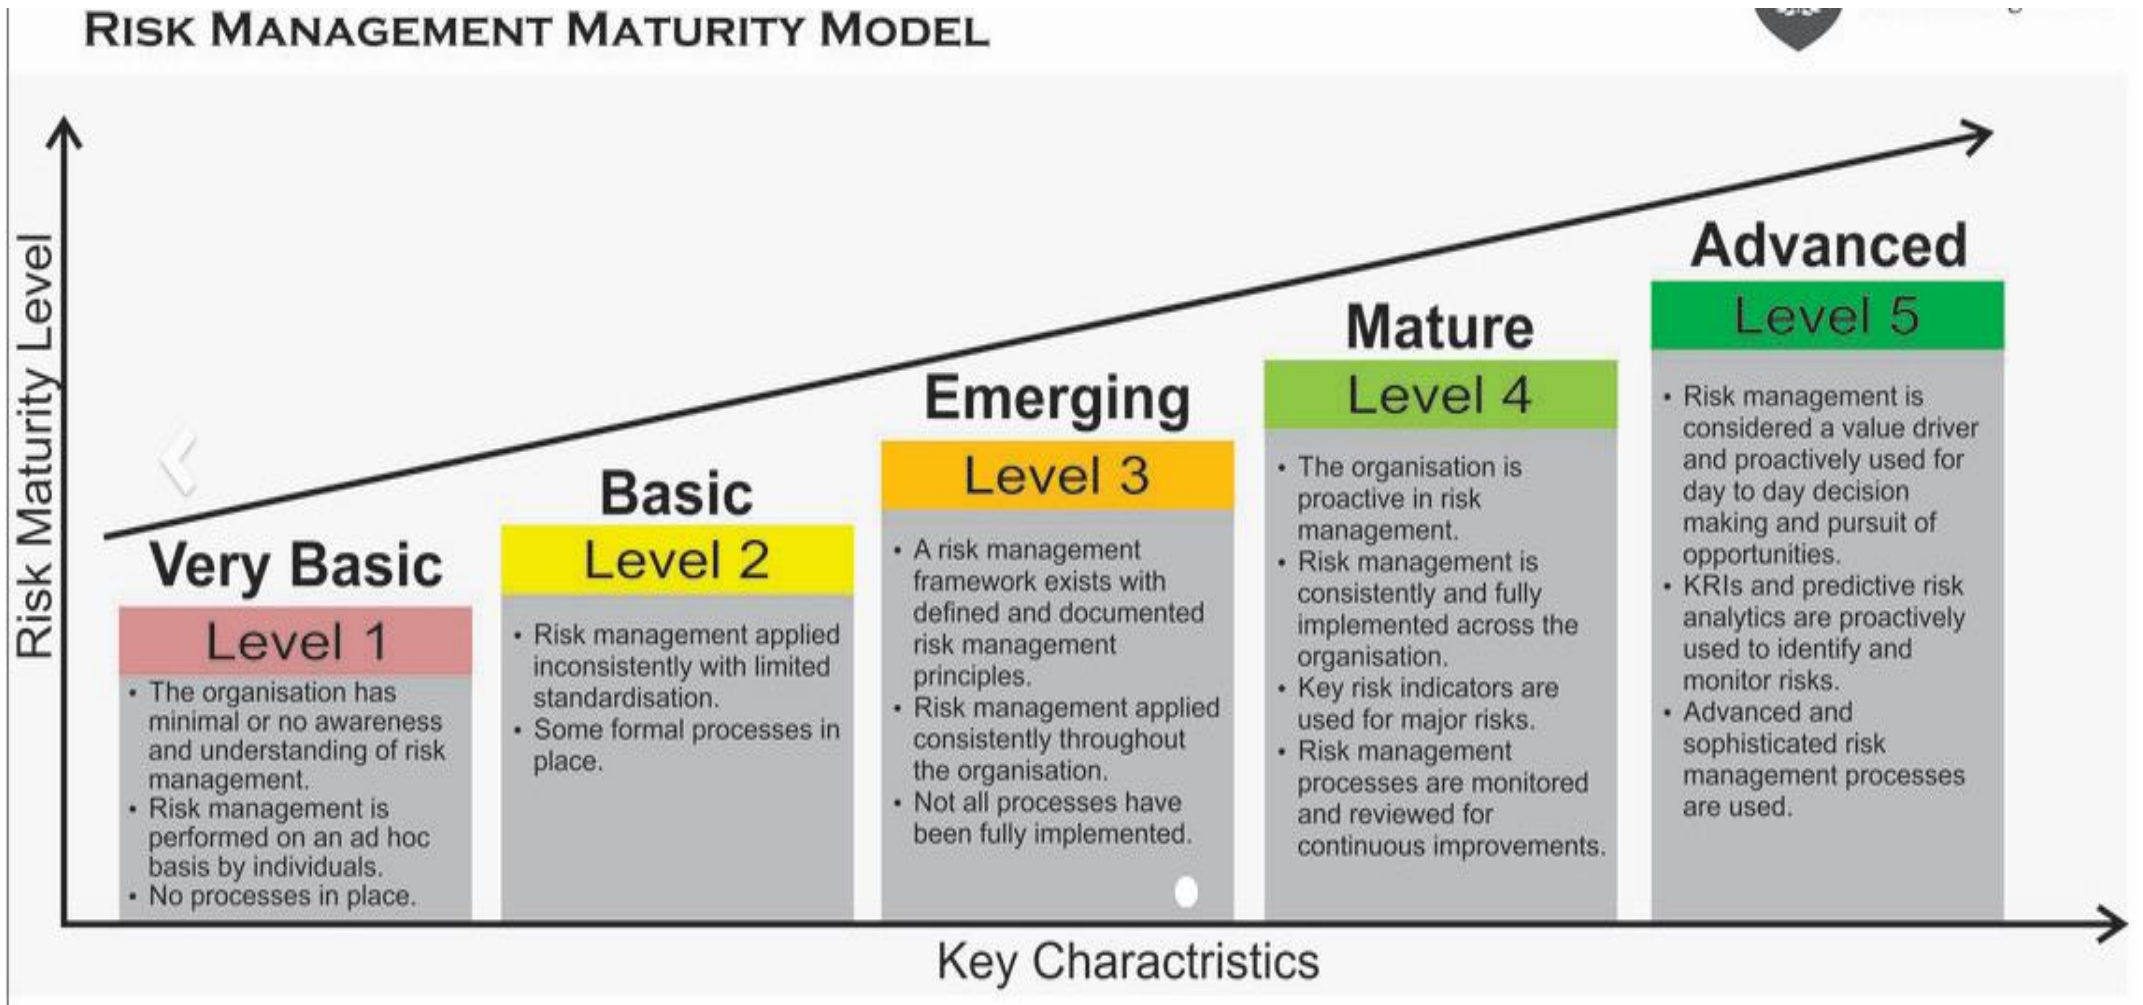 RISK MANAGEMENT MATURITY MODEL
Risk Maturity Level
Very Basic
Level 1
• The organisation has
minimal or no awareness
and understanding of risk
management.
• Risk management is
performed on an ad hoc
basis by individuals.
• No processes in place.
Basic
Level 2
• Risk management applied
inconsistently with limited
standardisation.
• Some formal processes in
place.
Emerging
Level 3
• A risk management
framework exists with
defined and documented
risk management
principles.
• Risk management applied
consistently throughout
the organisation.
• Not all processes have
been fully implemented.
Mature
Level 4
• The organisation is
proactive in risk
management.
• Risk management is
consistently and fully
implemented across the
organisation.
• Key risk indicators are
used for major risks.
• Risk management
processes are monitored
and reviewed for
continuous improvements.
Advanced
Level 5
• Risk management is
considered a value driver
and proactively used for
day to day decision
making and pursuit of
opportunities.
• KRIs and predictive risk
analytics are proactively
used to identify and
monitor risks.
• Advanced and
sophisticated risk
management processes
are used.
Key Charactristics